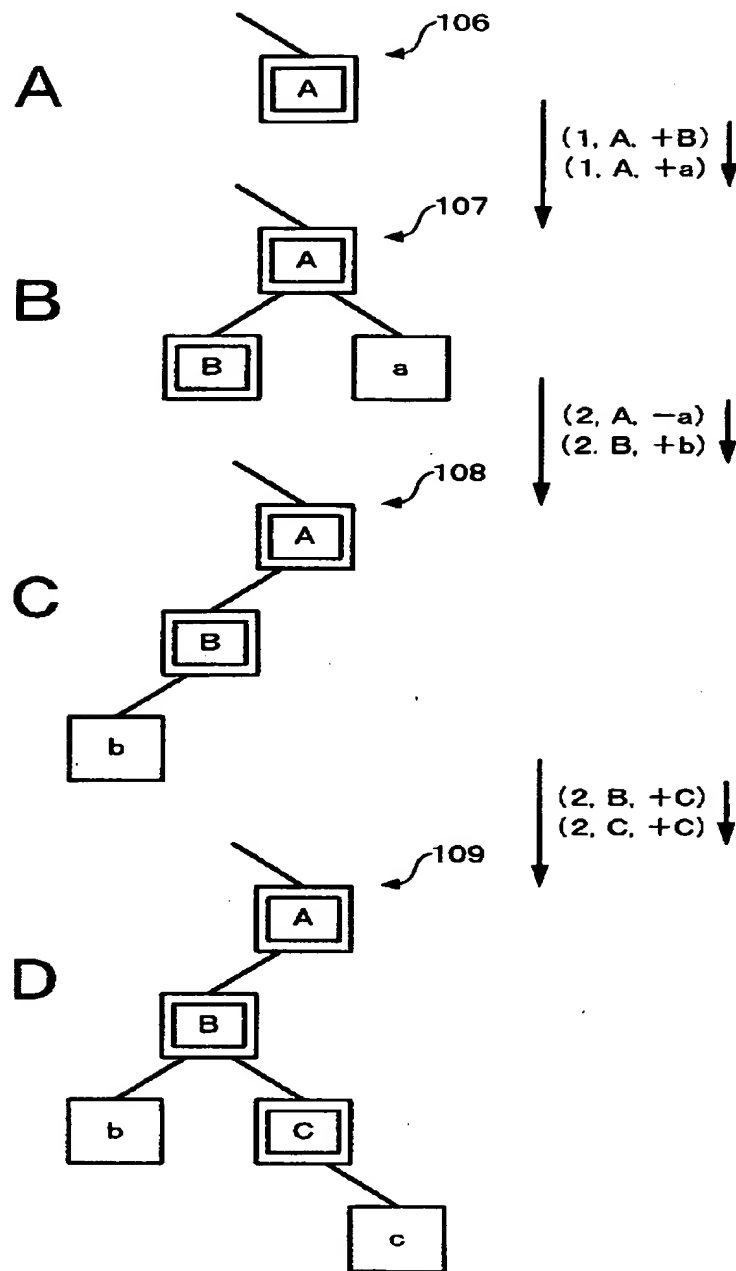 106
A
A
(1, A, +B)
(1, A, +a)
107
A
B
B
a
(2, A, −a)
(2. B, +b)
108
A
C
B
b
(2, B, +C)
(2, C, +C)
109
A
D
B
b
C
c